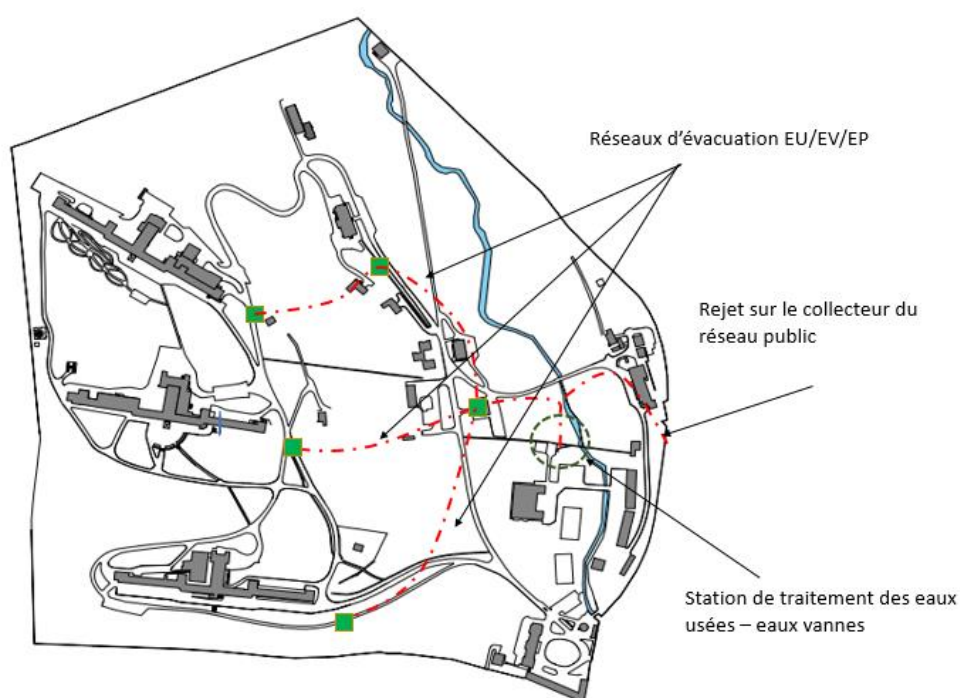 Réseaux d'évacuation EU/EV/EP
Rejet sur le collecteur du
réseau public
Station de traitement des eaux
usées – eaux vannes